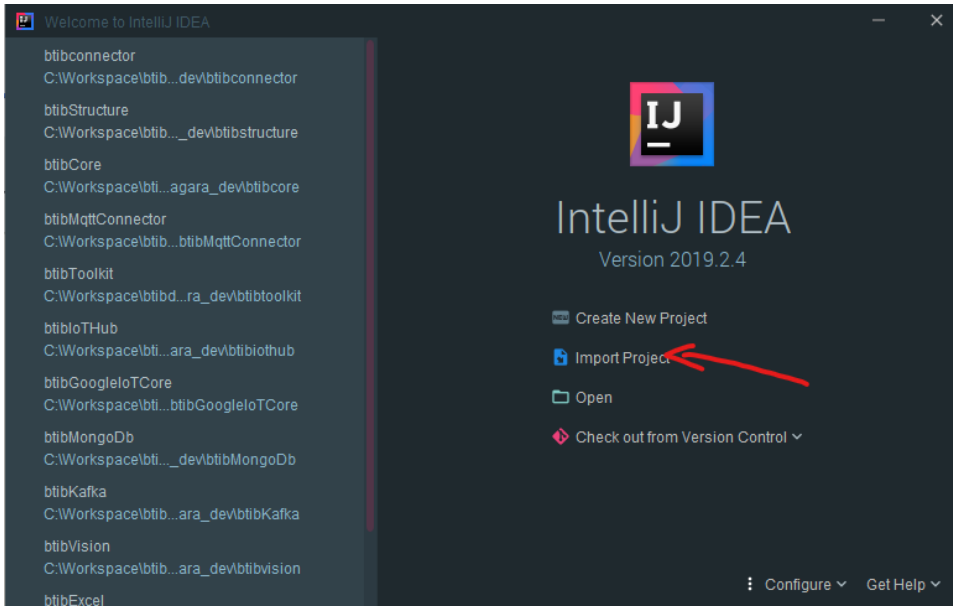 Welcome to IntelliJ IDEA
btibconnector
C:\Workspace\btib...dev\btibconnector
btibStructure
C:\Workspace\btib..._dev\btibstructure
btibCore
C:\Workspace\bti...agara_dev\btibcore
btibMqttConnector
C:\Workspace\btib...btibMqttConnector
btibToolkit
C:\Workspace\btibd...ra_dev\btibtoolkit
btibIoTHub
C:\Workspace\bti...ara_dev\btibiothub
btibGoogleIoTCore
C:\Workspace\bti...btibGoogleIoTCore
btibMongoDb
C:\Workspace\bti..._dev\btibMongoDb
btibKafka
C:\Workspace\btib...ara_dev\btibKafka
btibVision
C:\Workspace\btib...ara_dev\btibvision
btibExcel
IJ
IntelliJ IDEA
Version 2019.2.4
Create New Project
Import Project
Open
Check out from Version Control
Configure
Get Help